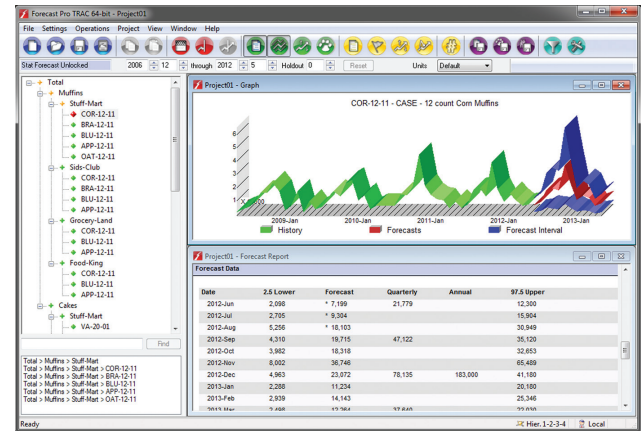 Forecast Pro TRAC 64-bit - Project01
File Settings Operations Project View Window Help
Stat Forecast Unlocked 2006 12 through 2012 5 Holdout 0 Reset Units Default
Total
Muffins
Stuff-Mart
COR-12-11
BRA-12-11
BLU-12-11
APP-12-11
OAT-12-11
Sids-Club
COR-12-11
BRA-12-11
BLU-12-11
APP-12-11
Grocery-Land
COR-12-11
BLU-12-11
APP-12-11
Food-King
COR-12-11
BLU-12-11
APP-12-11
Cakes
Stuff-Mart
VA-20-01
Find
Total > Muffins > Stuff-Mart
Total > Muffins > Stuff-Mart > COR-12-11
Total > Muffins > Stuff-Mart > BRA-12-11
Total > Muffins > Stuff-Mart > BLU-12-11
Total > Muffins > Stuff-Mart > APP-12-11
Total > Muffins > Stuff-Mart > OAT-12-11
Project01 - Graph
COR-12-11 - CASE - 12 count Corn Muffins
6
5
4
3
2
1
2009-Jan 2010-Jan 2011-Jan 2012-Jan 2013-Jan
History Forecasts Forecast Interval
Project01 - Forecast Report
Forecast Data
Date 2.5 Lower Forecast Quarterly Annual 97.5 Upper
2012-Jun 2,098 * 7,199 21,779 12,300
2012-Jul 2,705 * 9,304 15,904
2012-Aug 5,256 * 18,103 30,949
2012-Sep 4,310 19,715 47,122 35,120
2012-Oct 3,982 18,318 32,653
2012-Nov 8,002 36,746 65,489
2012-Dec 4,963 23,072 78,135 183,000 41,180
2013-Jan 2,288 11,234 20,180
2013-Feb 2,939 14,143 25,346
2013-Mar 2,498 12,264 37,640 22,030
Ready Hier. 1-2-3-4 Local